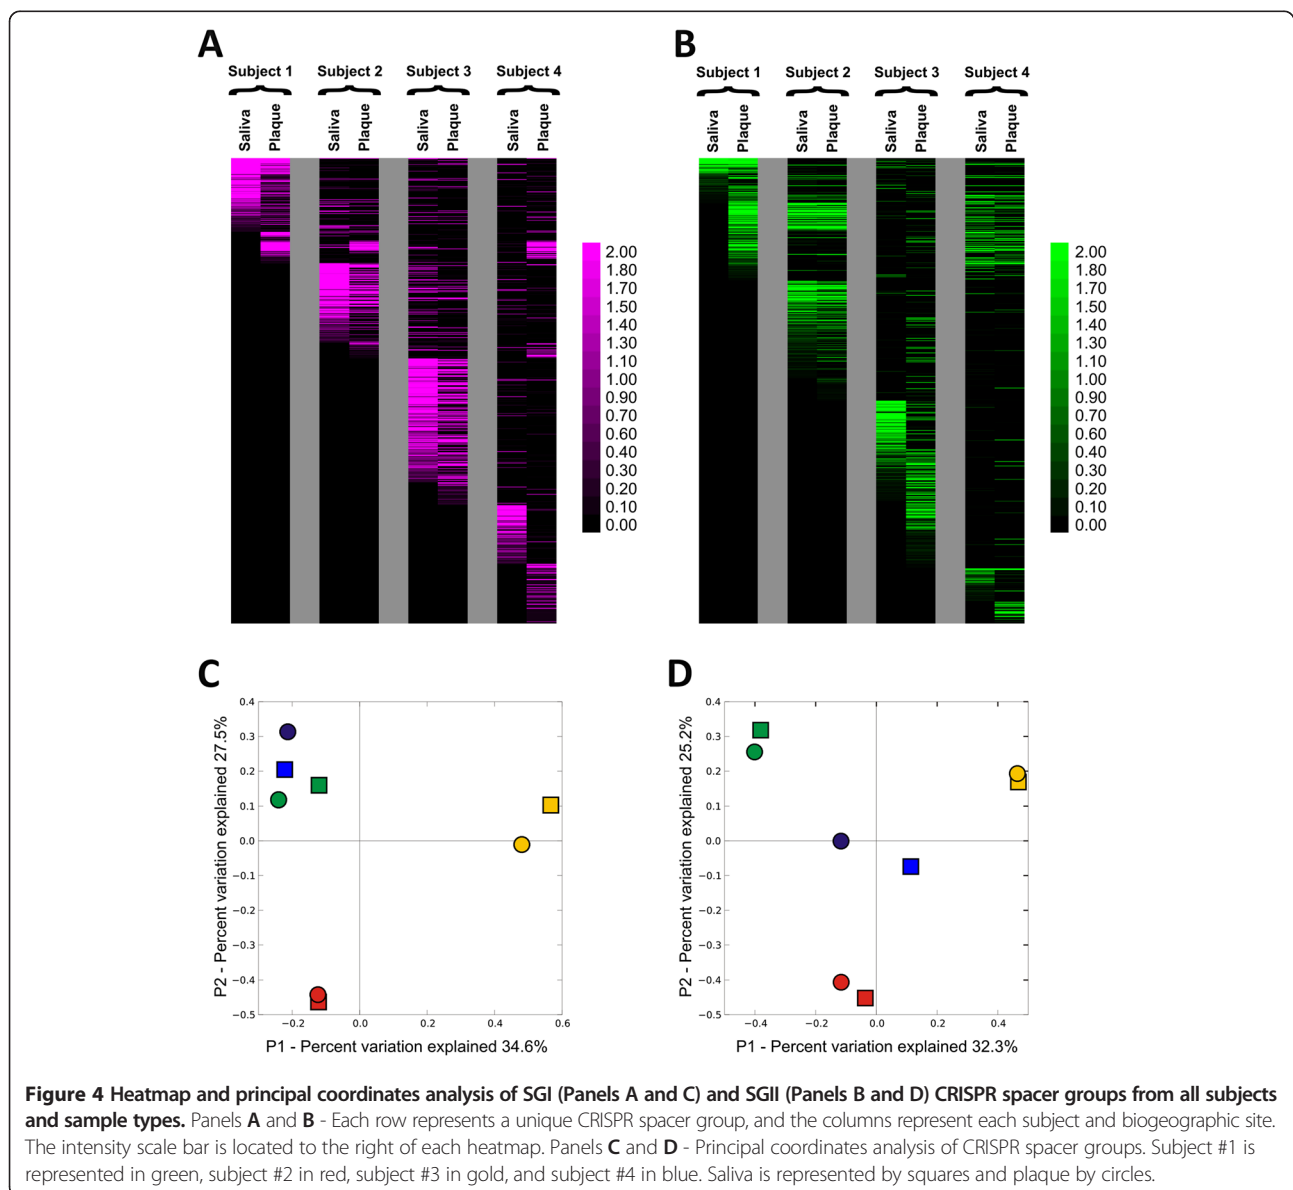 A
B
Subject 1 Subject 2 Subject 3 Subject 4
Subject 1 Subject 2 Subject 3 Subject 4
Saliva Plaque Saliva Plaque Saliva Plaque Saliva Plaque
Saliva Plaque Saliva Plaque Saliva Plaque Saliva Plaque
2.00
1.80
1.70
1.50
1.40
1.30
1.10
1.00
0.90
0.70
0.60
0.40
0.30
0.20
0.10
0.00
2.00
1.80
1.70
1.50
1.40
1.30
1.10
1.00
0.90
0.70
0.60
0.40
0.30
0.20
0.10
0.00
C
P2 - Percent variation explained 27.5%
0.4
0.3
0.2
0.1
0.0
−0.1
−0.2
−0.3
−0.4
−0.5
−0.2 0.0 0.2 0.4 0.6
P1 - Percent variation explained 34.6%
D
P2 - Percent variation explained 25.2%
0.4
0.3
0.2
0.1
0.0
−0.1
−0.2
−0.3
−0.4
−0.5
−0.4 −0.2 0.0 0.2 0.4
P1 - Percent variation explained 32.3%
Figure 4 Heatmap and principal coordinates analysis of SGI (Panels A and C) and SGII (Panels B and D) CRISPR spacer groups from all subjects
and sample types. Panels A and B - Each row represents a unique CRISPR spacer group, and the columns represent each subject and biogeographic site.
The intensity scale bar is located to the right of each heatmap. Panels C and D - Principal coordinates analysis of CRISPR spacer groups. Subject #1 is
represented in green, subject #2 in red, subject #3 in gold, and subject #4 in blue. Saliva is represented by squares and plaque by circles.